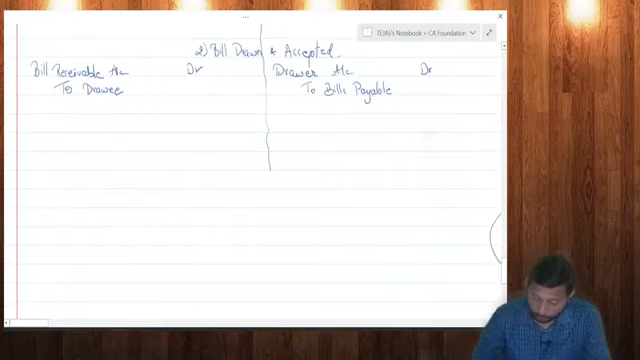 TEJAS's Notebook » CA Foundation
2) Bill Drawn & Accepted.
Bill Receivable A/c Dr
To Drawee
Drawer A/c Dr
To Bills Payable